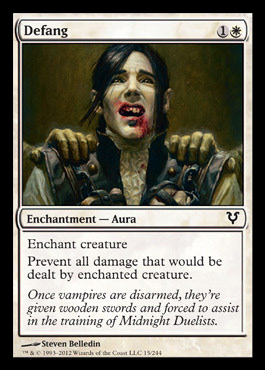 Defang 1
Enchantment — Aura
Enchant creature
Prevent all damage that would be
dealt by enchanted creature.
Once vampires are disarmed, they're
given wooden swords and forced to assist
in the training of Midnight Duelists.
Steven Belledin
™ & © 1993-2012 Wizards of the Coast LLC 15/244